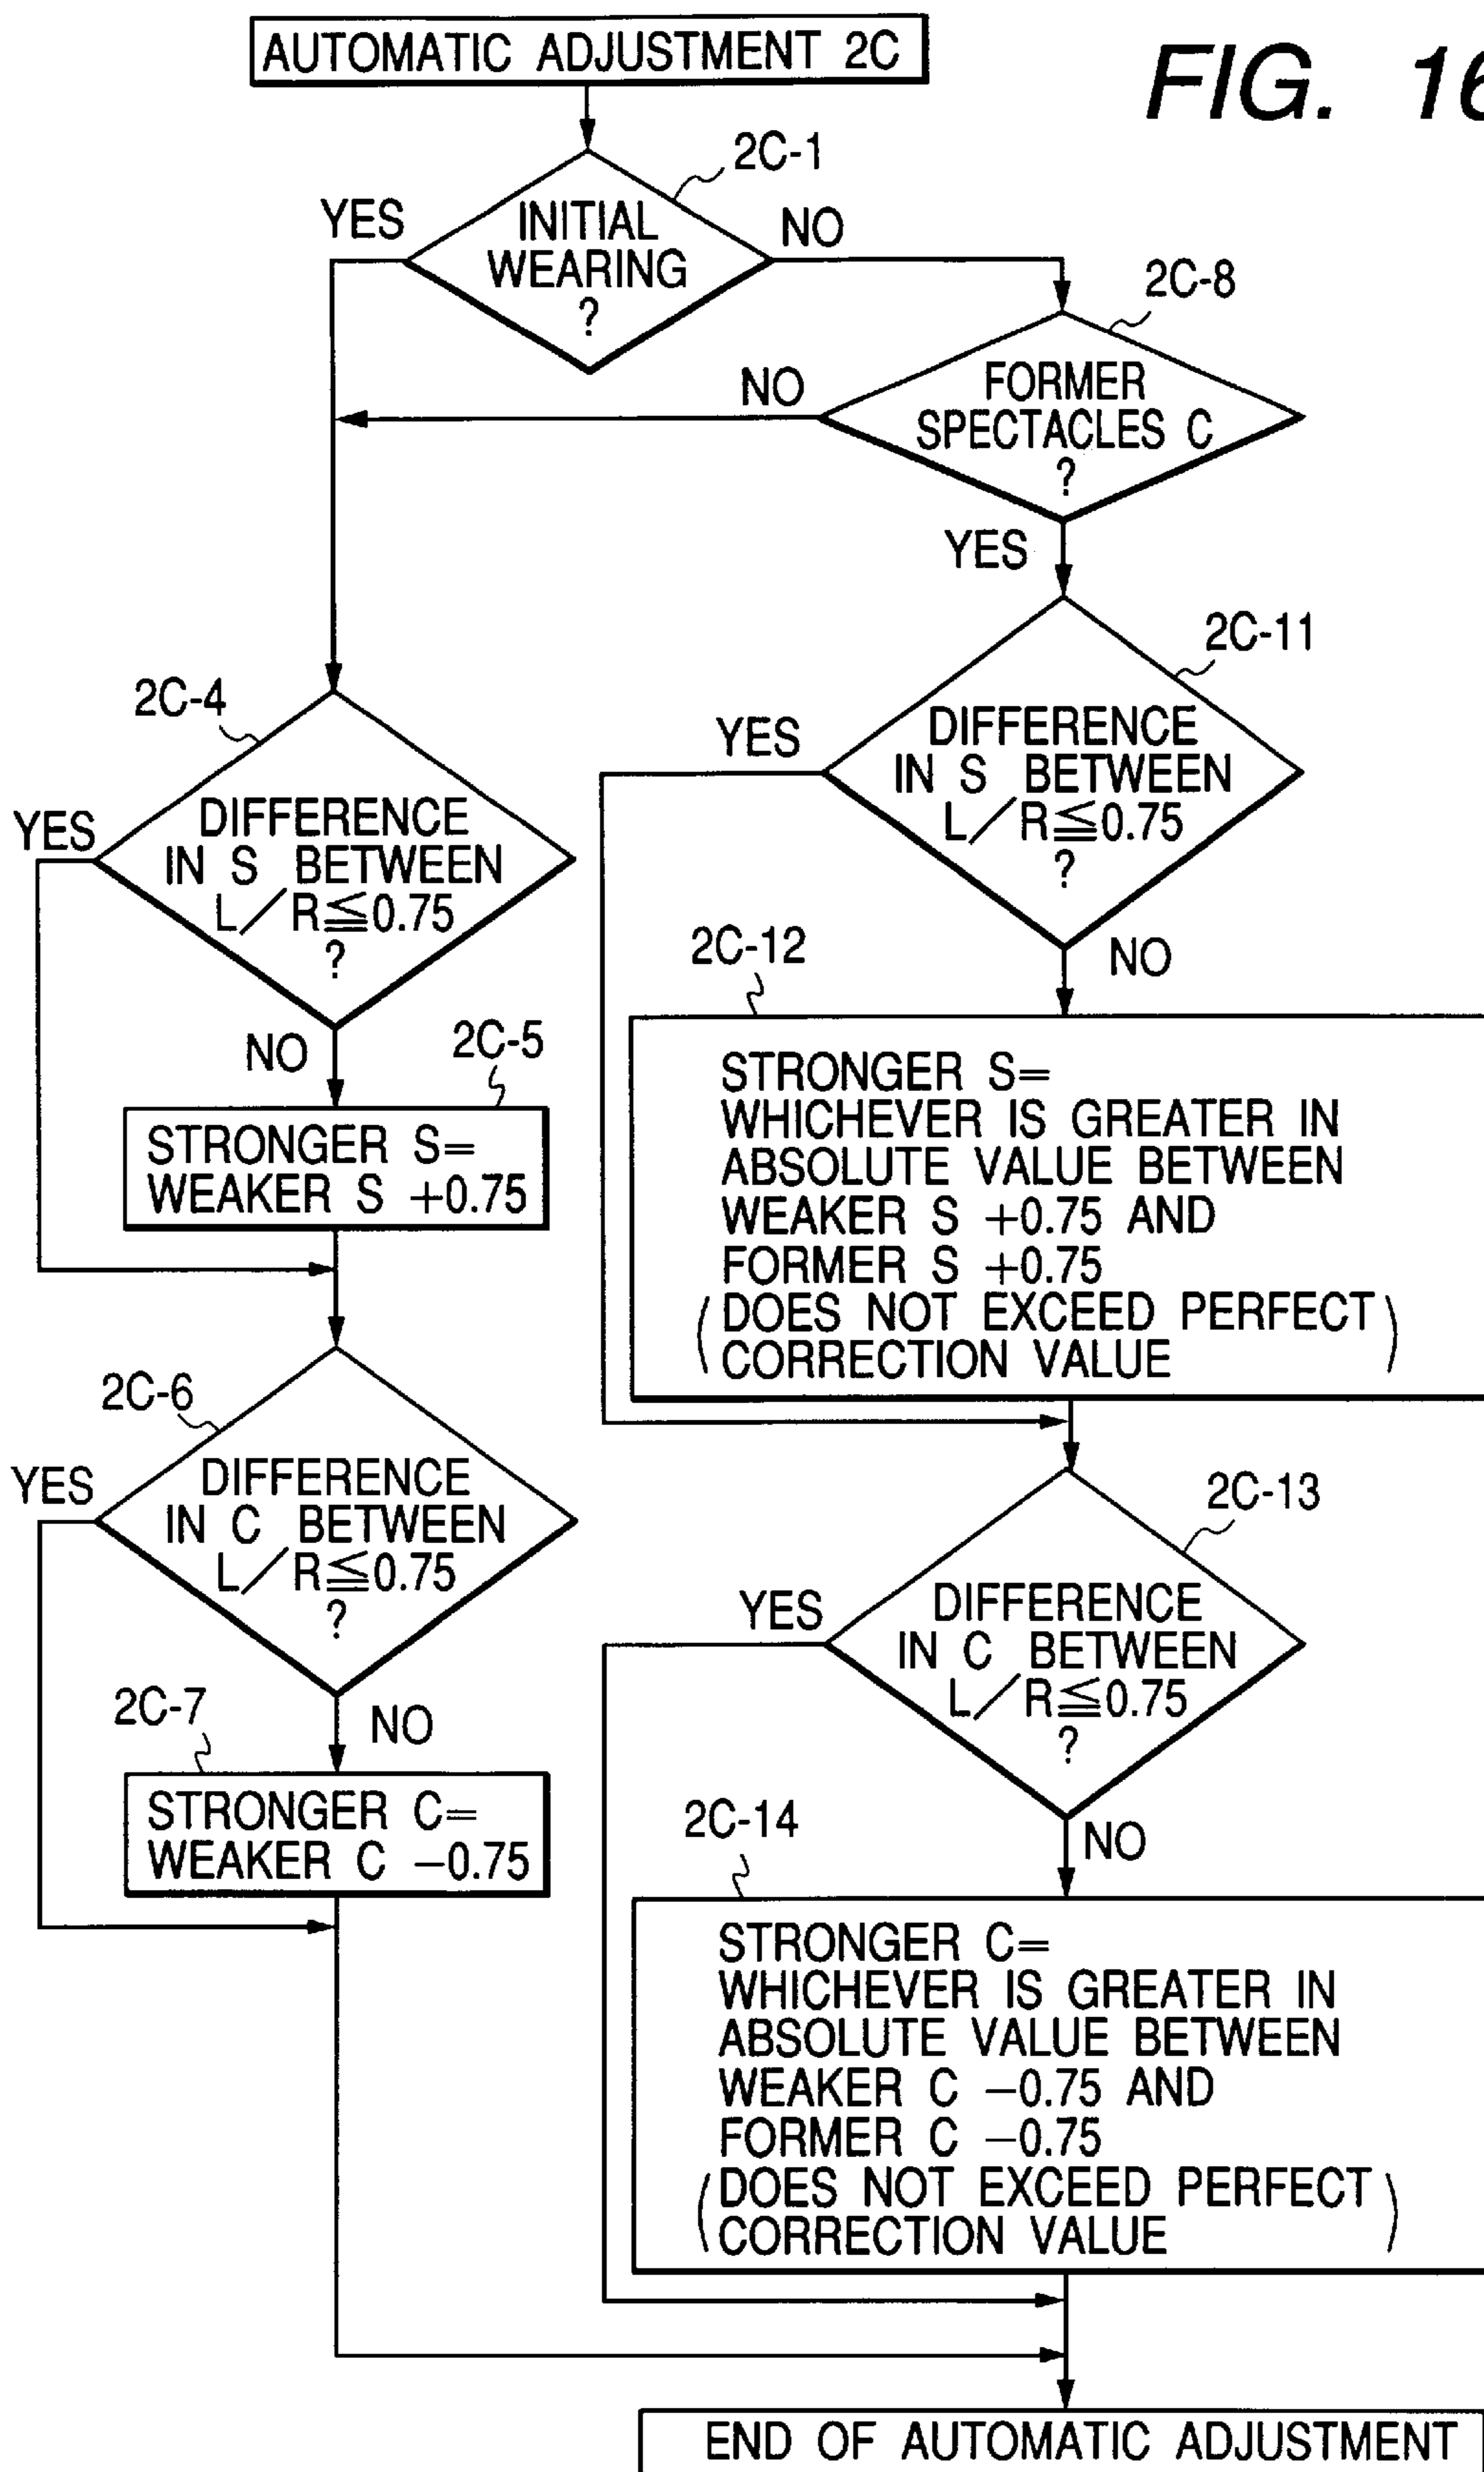 AUTOMATIC ADJUSTMENT 2C
FIG. 16
2C-1
YES
INITIAL
WEARING
?
NO
2C-8
NO
FORMER
SPECTACLES C
?
YES
2C-11
YES
DIFFERENCE
IN S BETWEEN
L/R≦0.75
?
NO
2C-4
YES
DIFFERENCE
IN S BETWEEN
L/R≦0.75
?
NO
2C-5
STRONGER S=
WEAKER S +0.75
2C-12
STRONGER S=
WHICHEVER IS GREATER IN
ABSOLUTE VALUE BETWEEN
WEAKER S +0.75 AND
FORMER S +0.75
(DOES NOT EXCEED PERFECT
CORRECTION VALUE)
2C-6
YES
DIFFERENCE
IN C BETWEEN
L/R≦0.75
?
NO
2C-7
STRONGER C=
WEAKER C −0.75
2C-13
YES
DIFFERENCE
IN C BETWEEN
L/R≦0.75
?
NO
2C-14
STRONGER C=
WHICHEVER IS GREATER IN
ABSOLUTE VALUE BETWEEN
WEAKER C −0.75 AND
FORMER C −0.75
(DOES NOT EXCEED PERFECT
CORRECTION VALUE)
END OF AUTOMATIC ADJUSTMENT